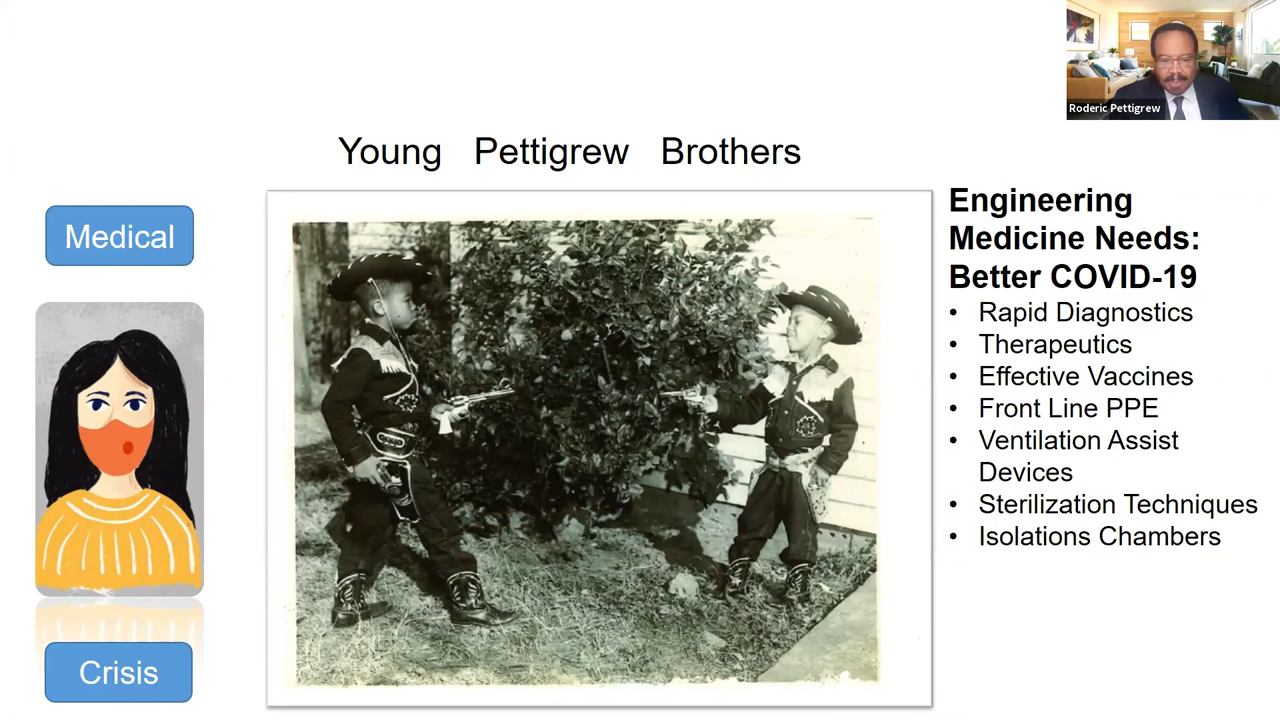 Roderic Pettigrew
Young Pettigrew Brothers
Medical
Crisis
Engineering
Medicine Needs:
Better COVID-19
• Rapid Diagnostics
• Therapeutics
• Effective Vaccines
• Front Line PPE
• Ventilation Assist
Devices
• Sterilization Techniques
• Isolations Chambers